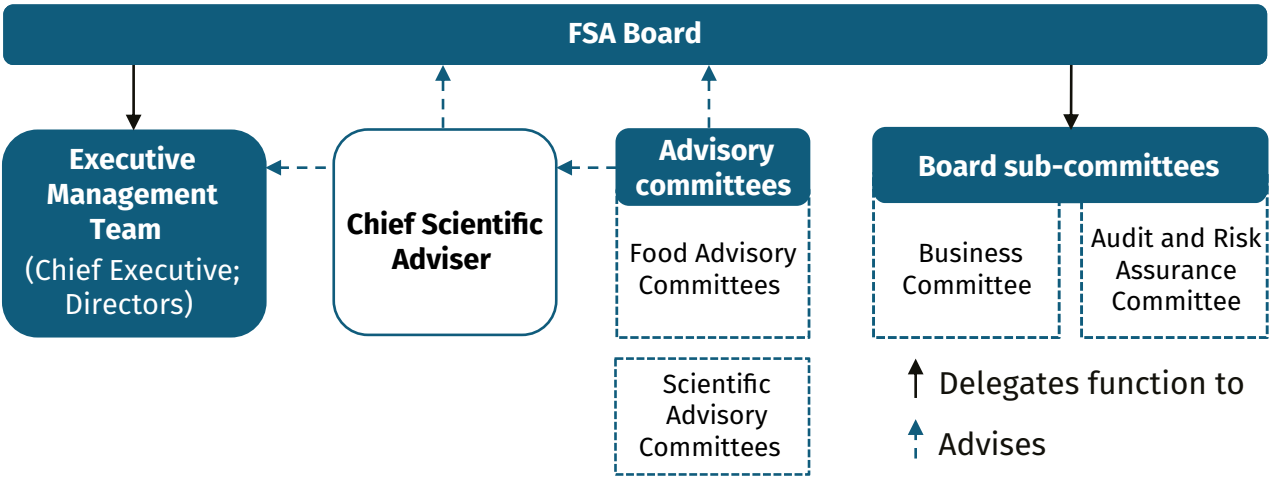 FSA Board
Executive
Management
Team
(Chief Executive;
Directors)
Chief Scientific
Adviser
Advisory
committees
Food Advisory
Committees
Scientific
Advisory
Committees
Board sub-committees
Business
Committee
Audit and Risk
Assurance
Committee
Delegates function to
Advises